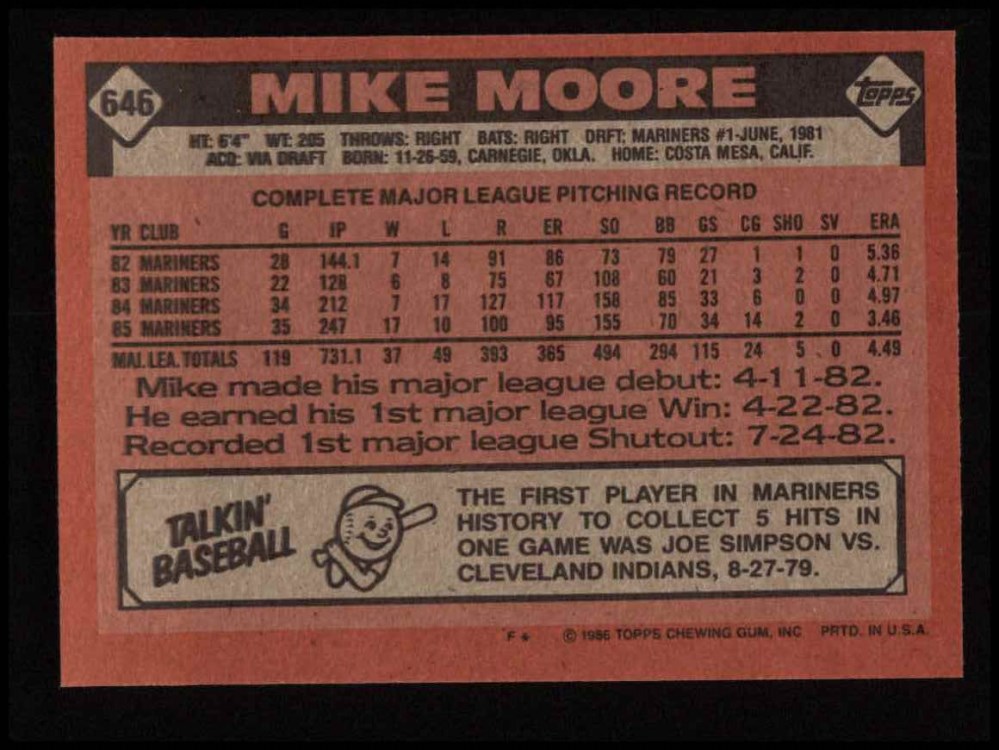 646 MIKE MOORE topps
HT: 6'4" WT: 205 THROWS: RIGHT BATS: RIGHT DRFT: MARINERS #1-JUNE, 1981
ACQ: VIA DRAFT BORN: 11-26-59, CARNEGIE, OKLA. HOME: COSTA MESA, CALIF.
COMPLETE MAJOR LEAGUE PITCHING RECORD
YR CLUB G IP W L R ER SO BB GS CG SHO SV ERA
82 MARINERS 28 144.1 7 14 91 86 73 79 27 1 1 0 5.36
83 MARINERS 22 128 6 8 75 67 108 60 21 3 2 0 4.71
84 MARINERS 34 212 7 17 127 117 158 85 33 6 0 0 4.97
85 MARINERS 35 247 17 10 100 95 155 70 34 14 2 0 3.46
MAJ. LEA. TOTALS 119 731.1 37 49 393 365 494 294 115 24 5 0 4.49
Mike made his major league debut: 4-11-82.
He earned his 1st major league Win: 4-22-82.
Recorded 1st major league Shutout: 7-24-82.
TALKIN'
BASEBALL
THE FIRST PLAYER IN MARINERS
HISTORY TO COLLECT 5 HITS IN
ONE GAME WAS JOE SIMPSON VS.
CLEVELAND INDIANS, 8-27-79.
F * © 1986 TOPPS CHEWING GUM, INC PRTD. IN U.S.A.